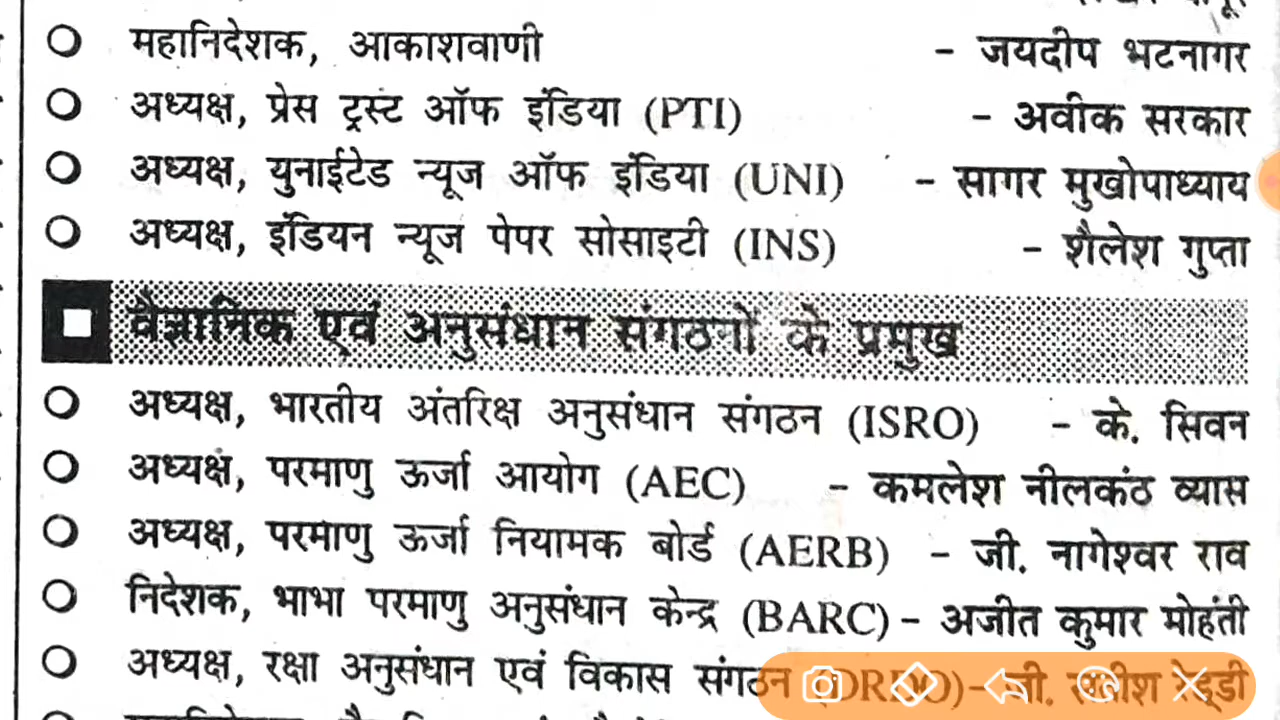 महानिदेशक, आकाशवाणी - जयदीप भटनागर
अध्यक्ष, प्रेस ट्रस्ट ऑफ इंडिया (PTI) - अवीक सरकार
अध्यक्ष, युनाईटेड न्यूज ऑफ इंडिया (UNI) - सागर मुखोपाध्याय
अध्यक्ष, इंडियन न्यूज पेपर सोसाइटी (INS) - शैलेश गुप्ता
वैज्ञानिक एवं अनुसंधान संगठनों के प्रमुख
अध्यक्ष, भारतीय अंतरिक्ष अनुसंधान संगठन (ISRO) - के. सिवन
अध्यक्ष, परमाणु ऊर्जा आयोग (AEC) - कमलेश नीलकंठ व्यास
अध्यक्ष, परमाणु ऊर्जा नियामक बोर्ड (AERB) - जी. नागेश्वर राव
निदेशक, भाभा परमाणु अनुसंधान केन्द्र (BARC) - अजीत कुमार मोहंती
अध्यक्ष, रक्षा अनुसंधान एवं विकास संगठन (DRDO) - जी. सतीश रेड्डी